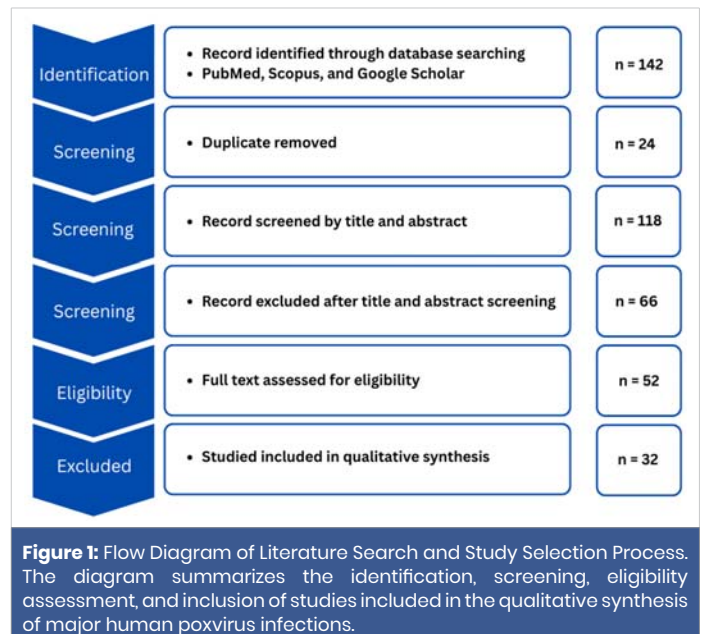 Identification
• Record identified through database searching
• PubMed, Scopus, and Google Scholar
n = 142
Screening
• Duplicate removed
n = 24
Screening
• Record screened by title and abstract
n = 118
Screening
• Record excluded after title and abstract screening
n = 66
Eligibility
• Full text assessed for eligibility
n = 52
Excluded
• Studied included in qualitative synthesis
n = 32
Figure 1: Flow Diagram of Literature Search and Study Selection Process.
The diagram summarizes the identification, screening, eligibility
assessment, and inclusion of studies included in the qualitative synthesis
of major human poxvirus infections.